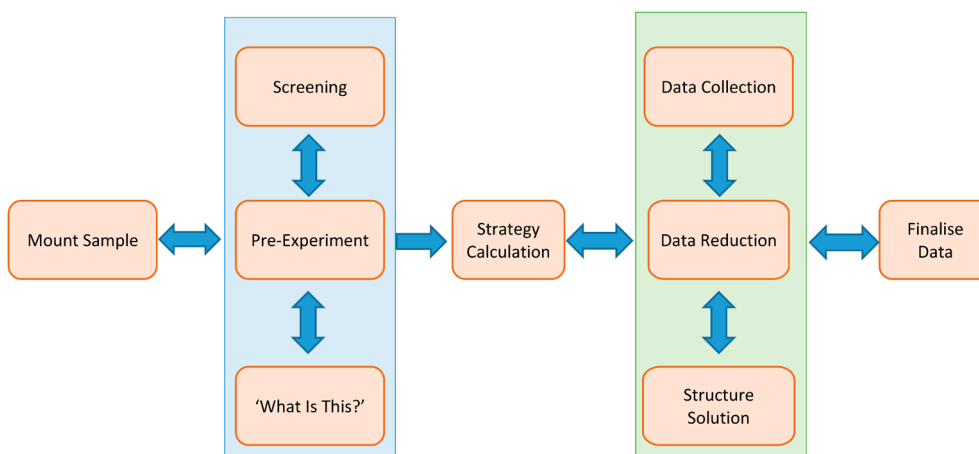 Screening
Data Collection
Mount Sample
Pre-Experiment
Strategy
Calculation
Data Reduction
Finalise
Data
‘What Is This?’
Structure
Solution